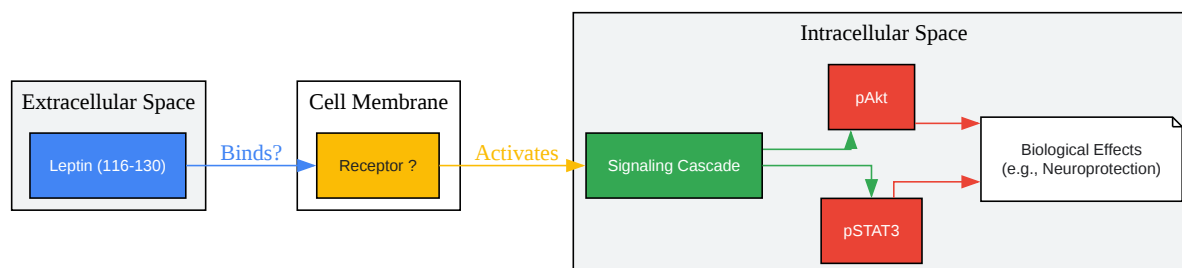 Intracellular Space
Extracellular Space
Cell Membrane
Leptin (116-130)
Binds?
Receptor ?
Activates
Signaling Cascade
pAkt
pSTAT3
Biological Effects
(e.g., Neuroprotection)